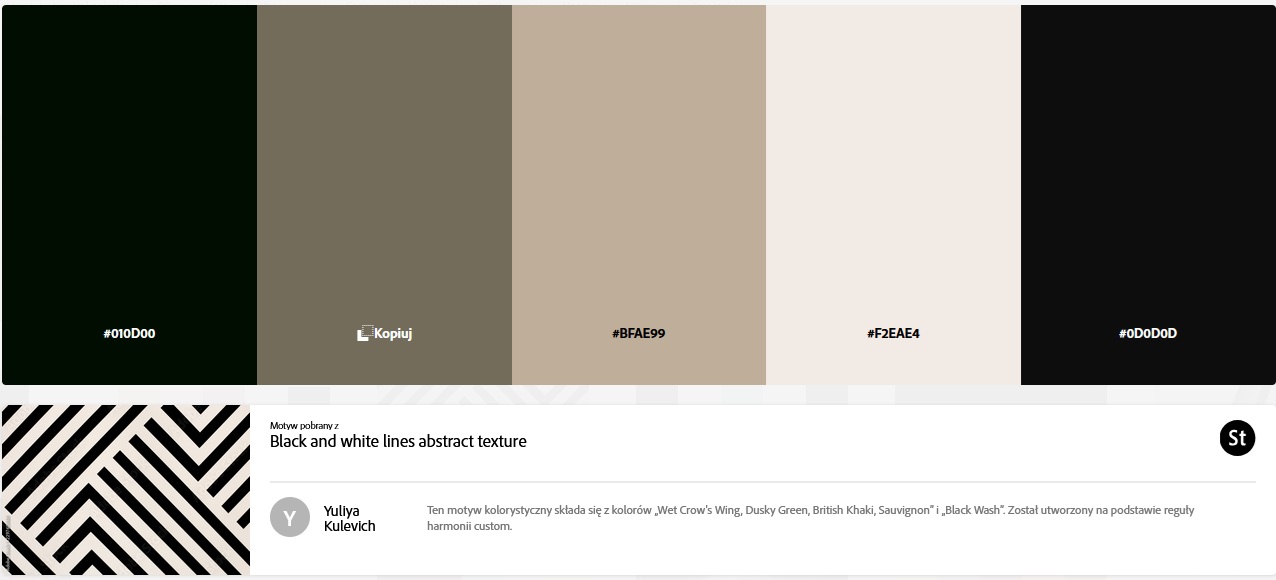 #010D00
Kopiuj
#BFAE99
#F2EAE4
#0D0D0D
Motyw pobrany z
Black and white lines abstract texture
St
Y
Yuliya
Kulevich
Ten motyw kolorystyczny składa się z kolorów „Wet Crow's Wing, Dusky Green, British Khaki, Sauvignon” i „Black Wash”. Został utworzony na podstawie reguły
harmonii custom.